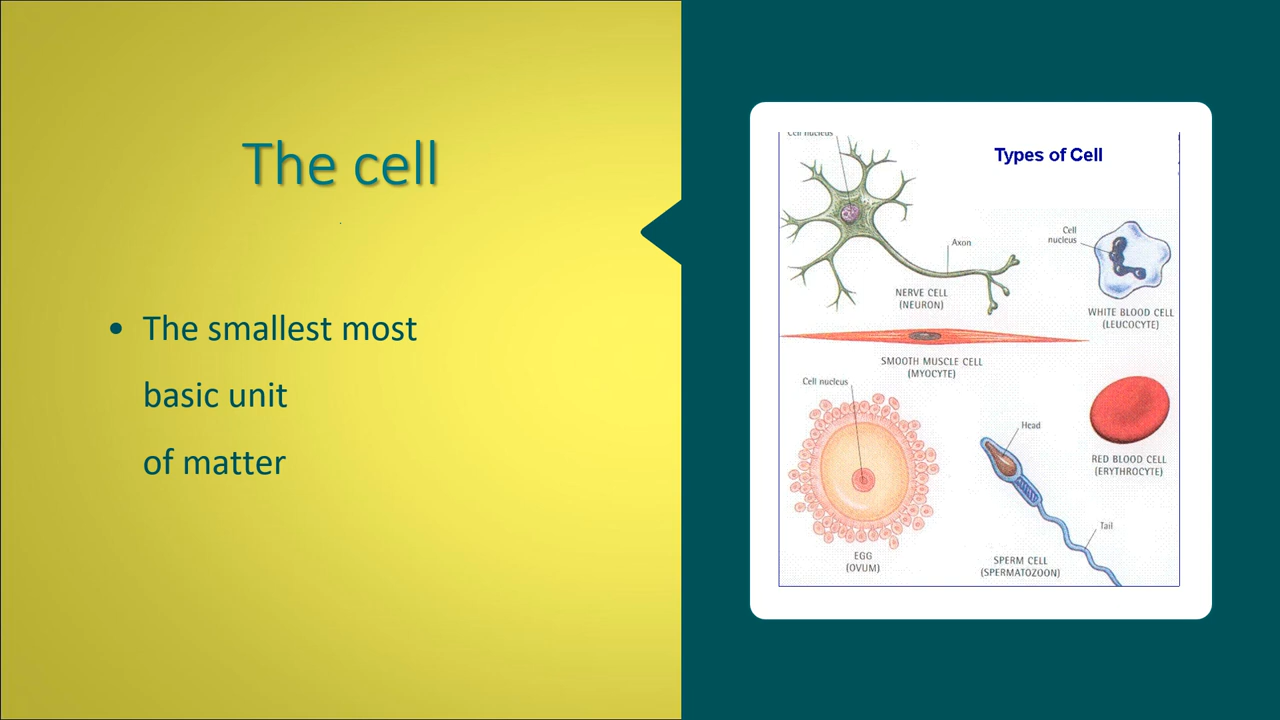 The cell
• The smallest most
basic unit
of matter
Types of Cell
Cell nucleus
Axon
NERVE CELL
(NEURON)
Cell
nucleus
WHITE BLOOD CELL
(LEUCOCYTE)
SMOOTH MUSCLE CELL
(MYOCYTE)
Cell nucleus
EGG
(OVUM)
Head
Tail
SPERM CELL
(SPERMATOZOON)
RED BLOOD CELL
(ERYTHROCYTE)